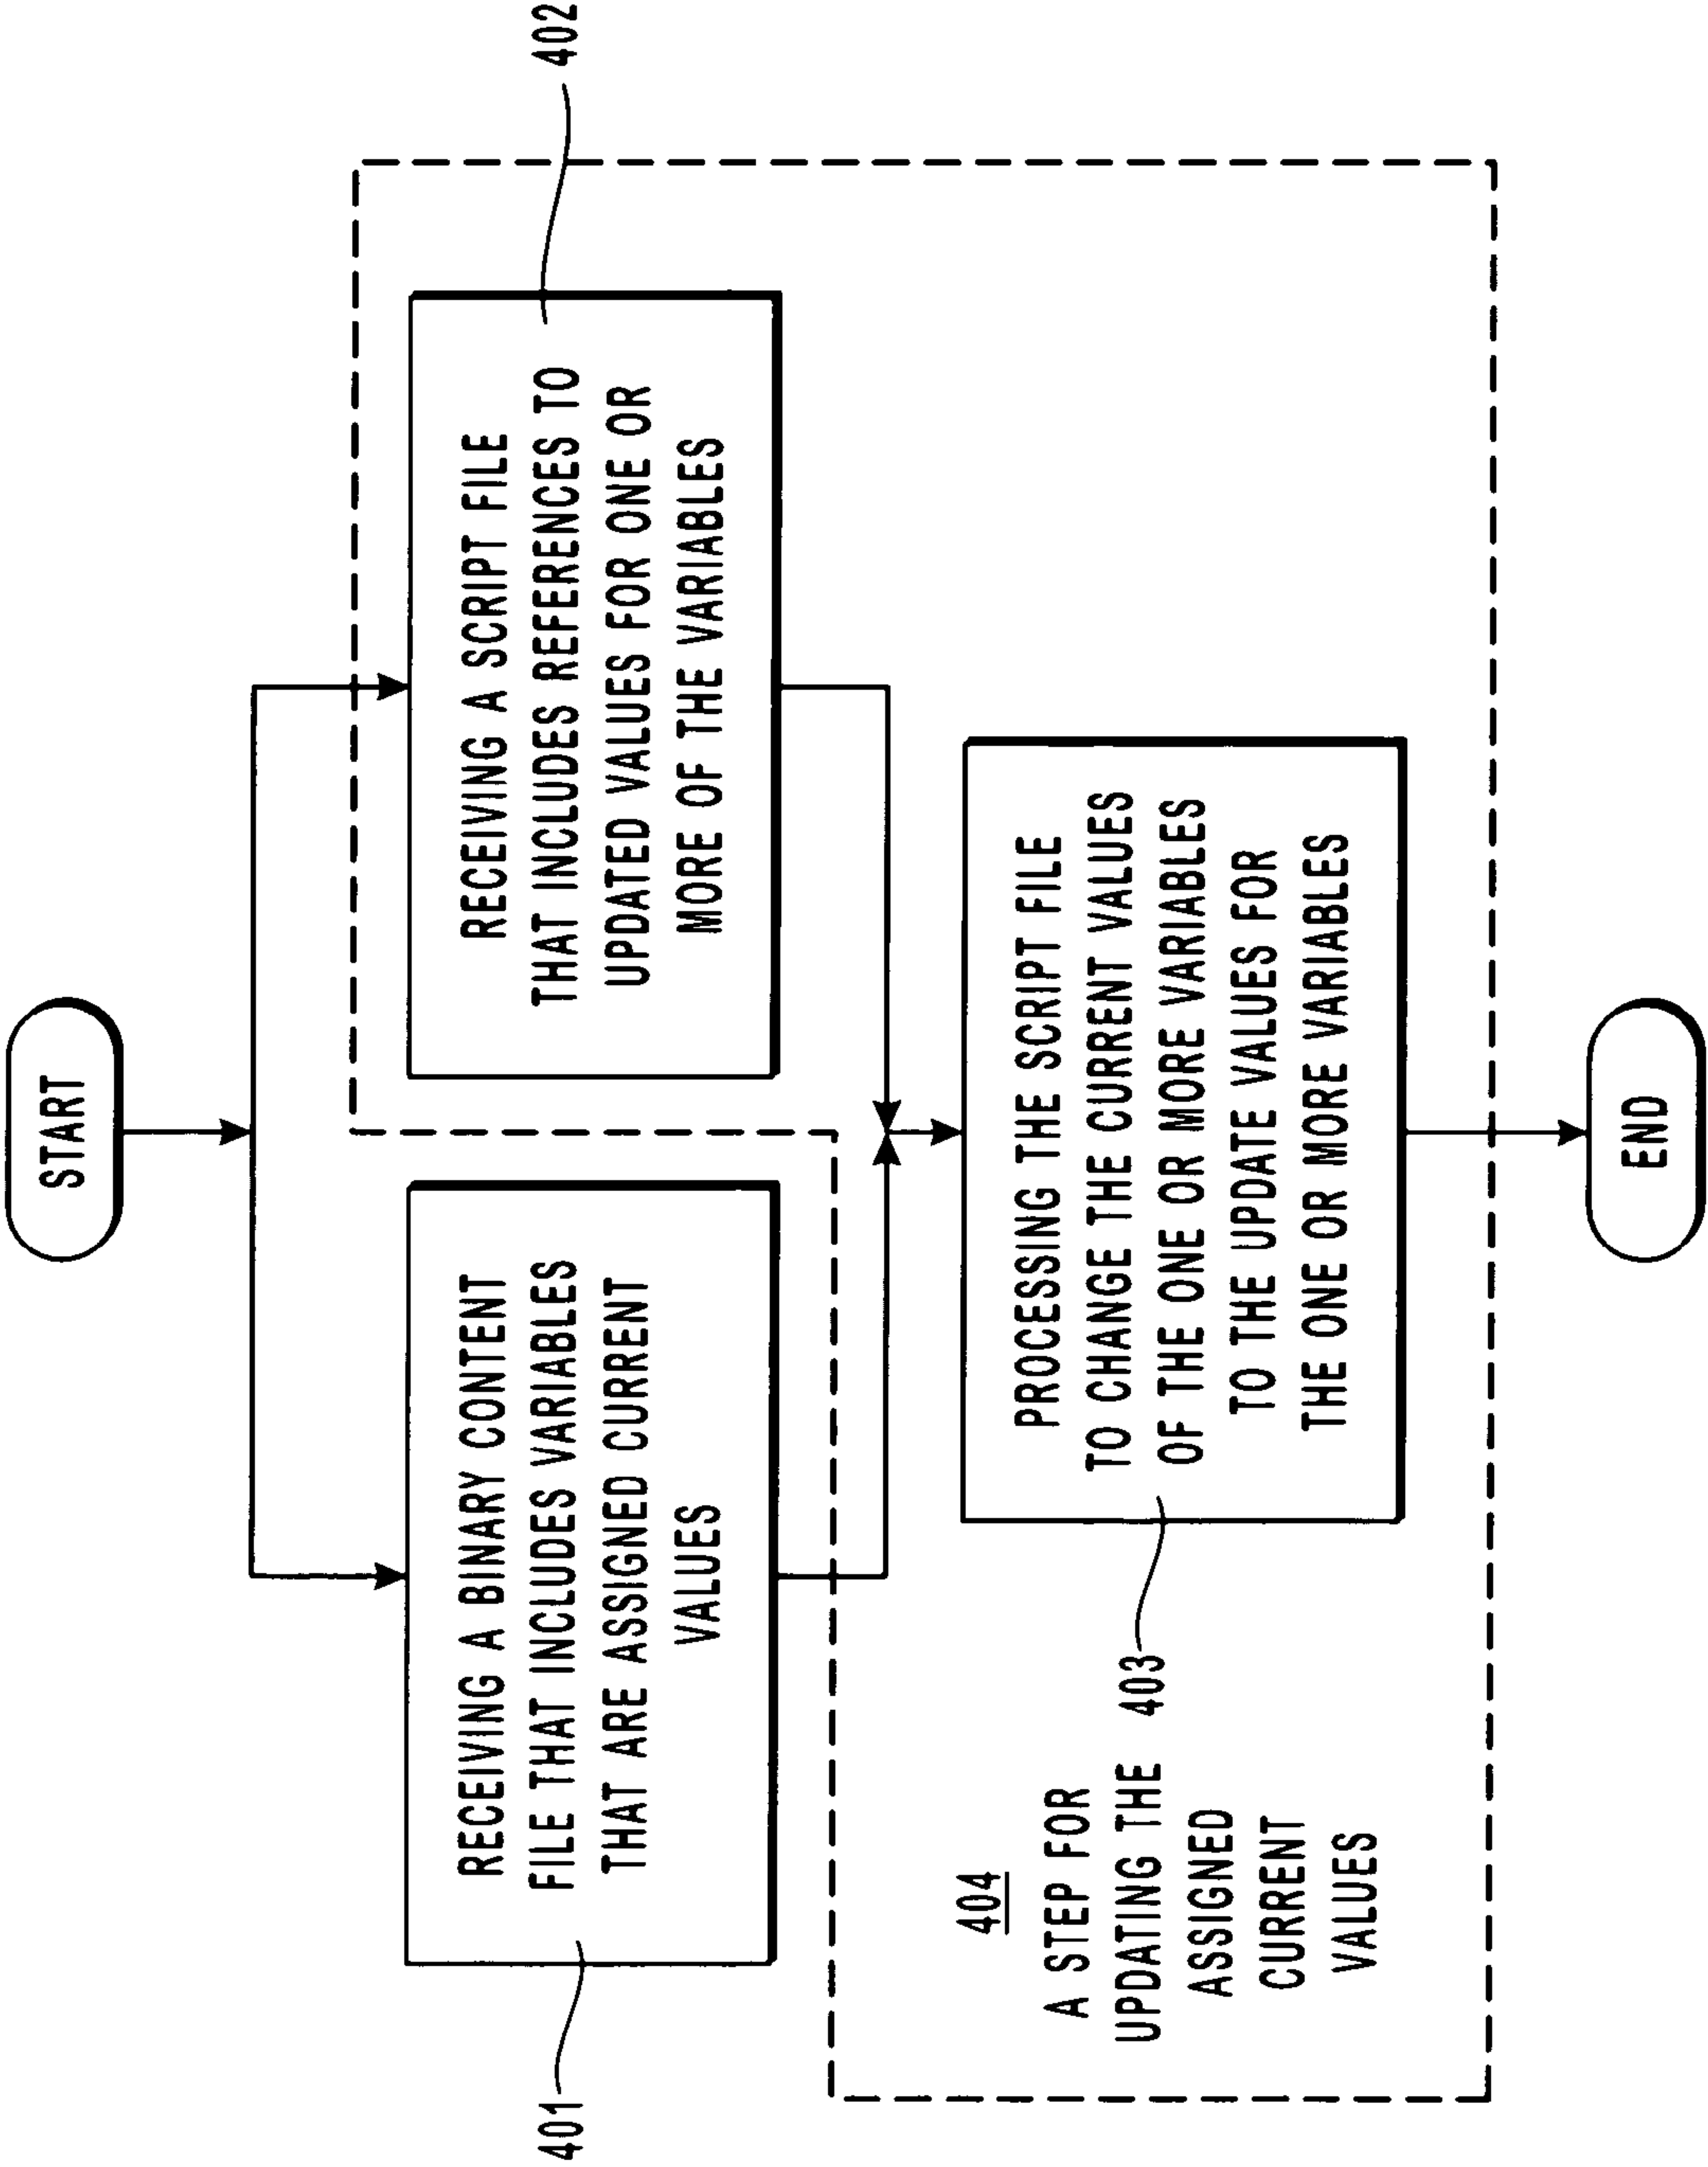 START
401
RECEIVING A BINARY CONTENT
FILE THAT INCLUDES VARIABLES
THAT ARE ASSIGNED CURRENT
VALUES
RECEIVING A SCRIPT FILE
THAT INCLUDES REFERENCES TO
UPDATED VALUES FOR ONE OR
MORE OF THE VARIABLES
402
404
A STEP FOR
UPDATING THE
ASSIGNED
CURRENT
VALUES
403
PROCESSING THE SCRIPT FILE
TO CHANGE THE CURRENT VALUES
OF THE ONE OR MORE VARIABLES
TO THE UPDATE VALUES FOR
THE ONE OR MORE VARIABLES
END